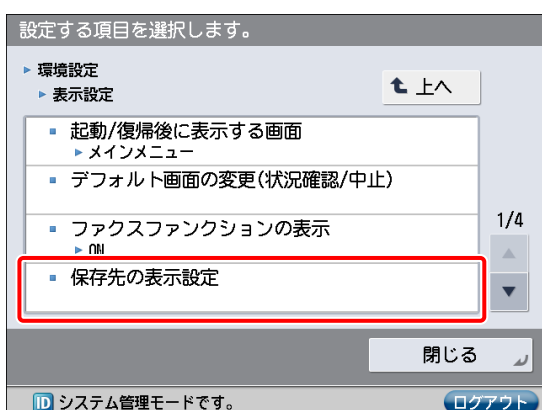 設定する項目を選択します。
環境設定
表示設定
上へ
起動/復帰後に表示する画面
メインメニュー
デフォルト画面の変更(状況確認/中止)
ファクスファンクションの表示
ON
保存先の表示設定
1/4
閉じる
ID システム管理モードです。
ログアウト